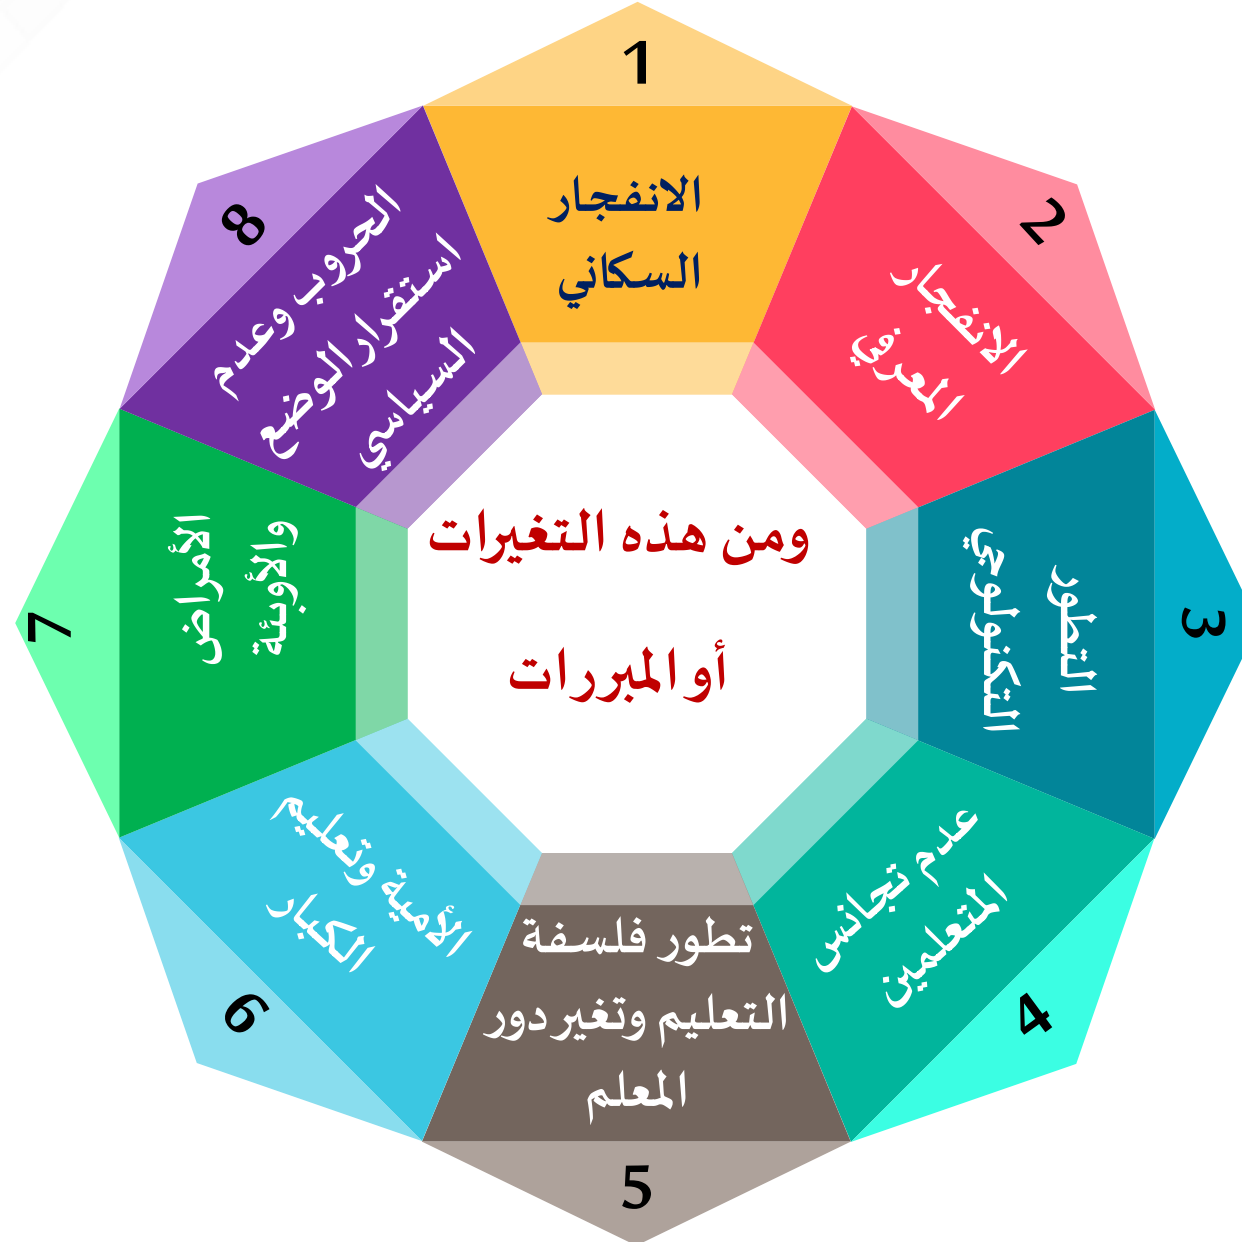 ومن هذه التغيرات
أو المبررات
1
الانفجار
السكاني
2
الانفجار
المعرفي
3
التطور
التكنولوجي
4
عدم تجانس
المتعلمين
5
تطور فلسفة
التعليم وتغير دور
المعلم
6
الأمية وتعليم
الكبار
7
الأمراض
والأوبئة
8
الحروب وعدم
استقرار الوضع
السياسي